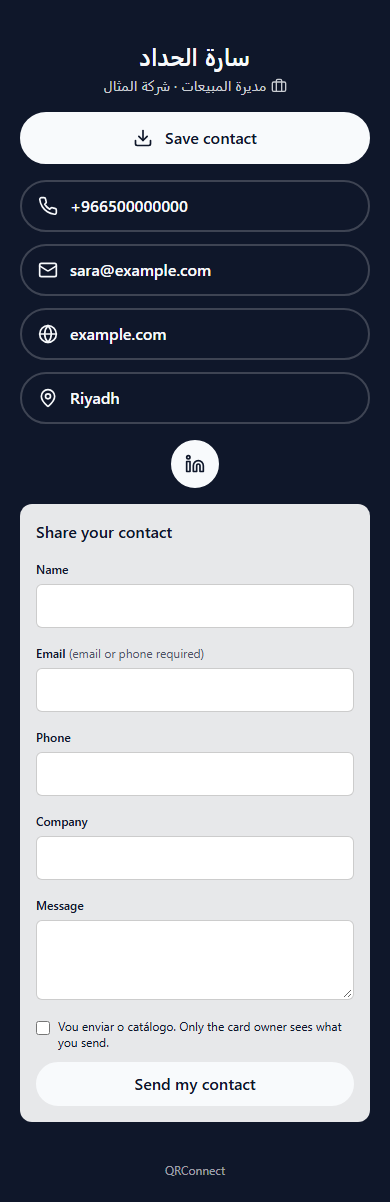 سارة الحداد
مديرة المبيعات · شركة المثال
Save contact
+966500000000
sara@example.com
example.com
Riyadh
in
Share your contact
Name
Email (email or phone required)
Phone
Company
Message
Vou enviar o catálogo. Only the card owner sees what
you send.
Send my contact
QRConnect